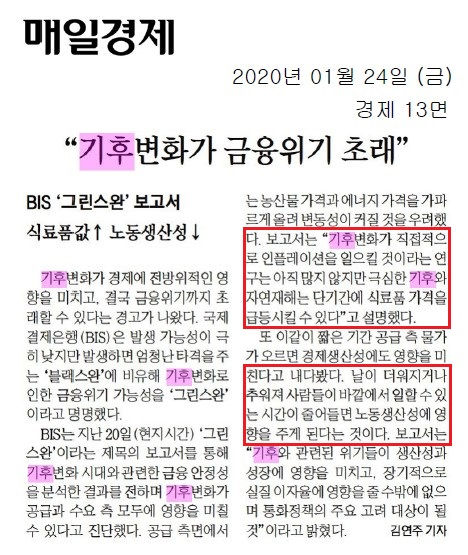 매일경제
2020년 01월 24일 (금)
경제 13면
“기후변화가 금융위기 초래”
BIS ‘그린스완’ 보고서
식료품값↑ 노동생산성↓
기후변화가 경제에 전방위적인 영
향을 미치고, 결국 금융위기까지 초
래할 수 있다는 경고가 나왔다. 국제
결제은행(BIS)은 발생 가능성이 극
히 낮지만 발생하면 엄청난 타격을 주
는 ‘블랙스완’에 비유해 기후변화로
인한 금융위기 가능성을 ‘그린스완’
이라고 명명했다.
BIS는 지난 20일(현지시간) ‘그린
스완’이라는 제목의 보고서를 통해
기후변화 시대와 관련한 금융 안정성
을 분석한 결과를 전하며 기후변화가
공급과 수요 측 모두에 영향을 미칠
수 있다고 진단했다. 공급 측면에서
는 농산물 가격과 에너지 가격을 가파
르게 올려 변동성이 커질 것을 우려했
다. 보고서는 “기후변화가 직접적으
로 인플레이션을 일으킬 것이라는 연
구는 아직 많지 않지만 극심한 기후와
자연재해는 단기간에 식료품 가격을
급등시킬 수 있다”고 설명했다.
또 이같이 짧은 기간 공급 측 물가
가 오르면 경제생산성에도 영향을 미
친다고 내다봤다. 날이 더워지거나
추워져 사람들이 바깥에서 일할 수 있
는 시간이 줄어들면 노동생산성에 영
향을 주게 된다는 것이다. 보고서는
“기후와 관련된 위기들이 생산성과
성장에 영향을 미치고, 장기적으로
실질 이자율에 영향을 줄 수밖에 없으
며 통화정책의 주요 고려 대상이 될
것”이라고 밝혔다. 김연주 기자